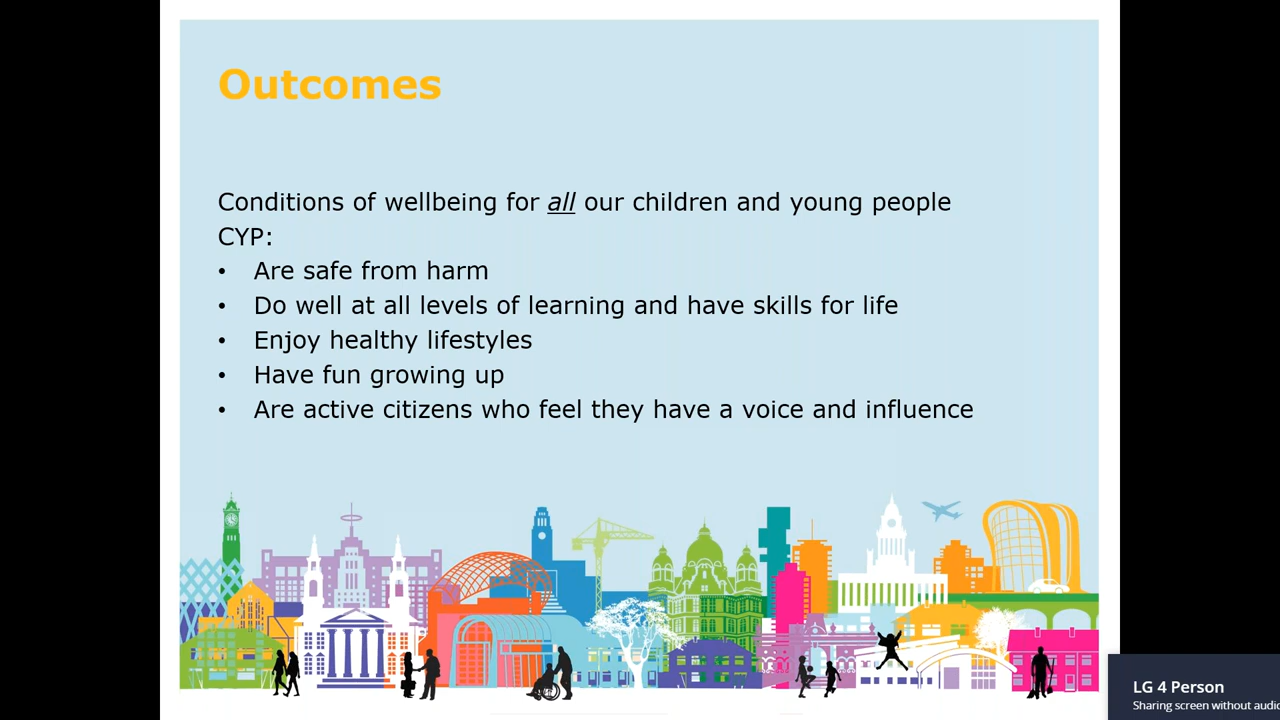 Outcomes
Conditions of wellbeing for all our children and young people
CYP:
• Are safe from harm
• Do well at all levels of learning and have skills for life
• Enjoy healthy lifestyles
• Have fun growing up
• Are active citizens who feel they have a voice and influence
LG 4 Person
Sharing screen without audio